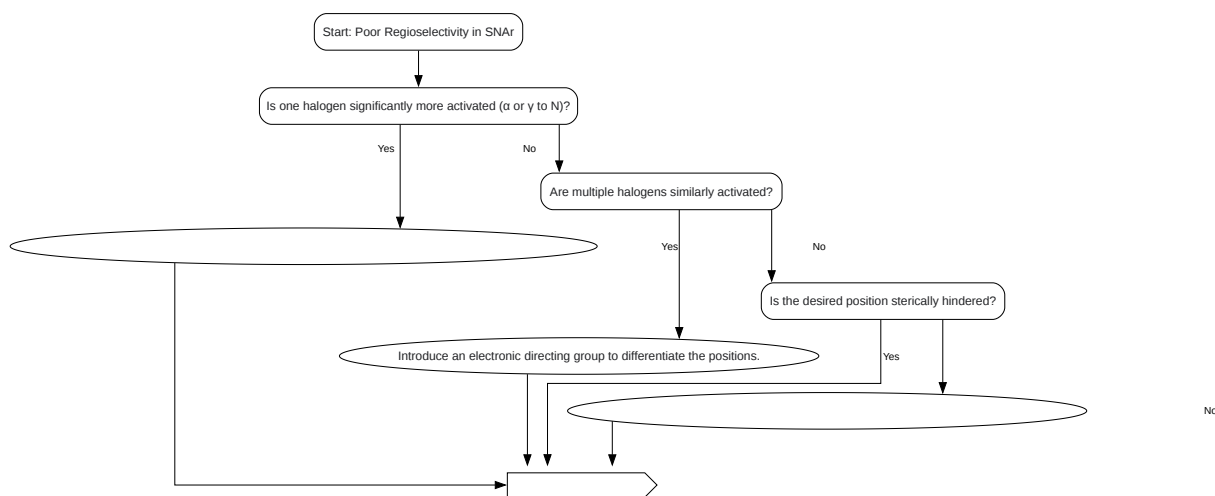 Start: Poor Regioselectivity in SNAr
Is one halogen significantly more activated (α or γ to N)?
Yes
No
Are multiple halogens similarly activated?
Yes
No
Is the desired position sterically hindered?
Introduce an electronic directing group to differentiate the positions.
Yes
No